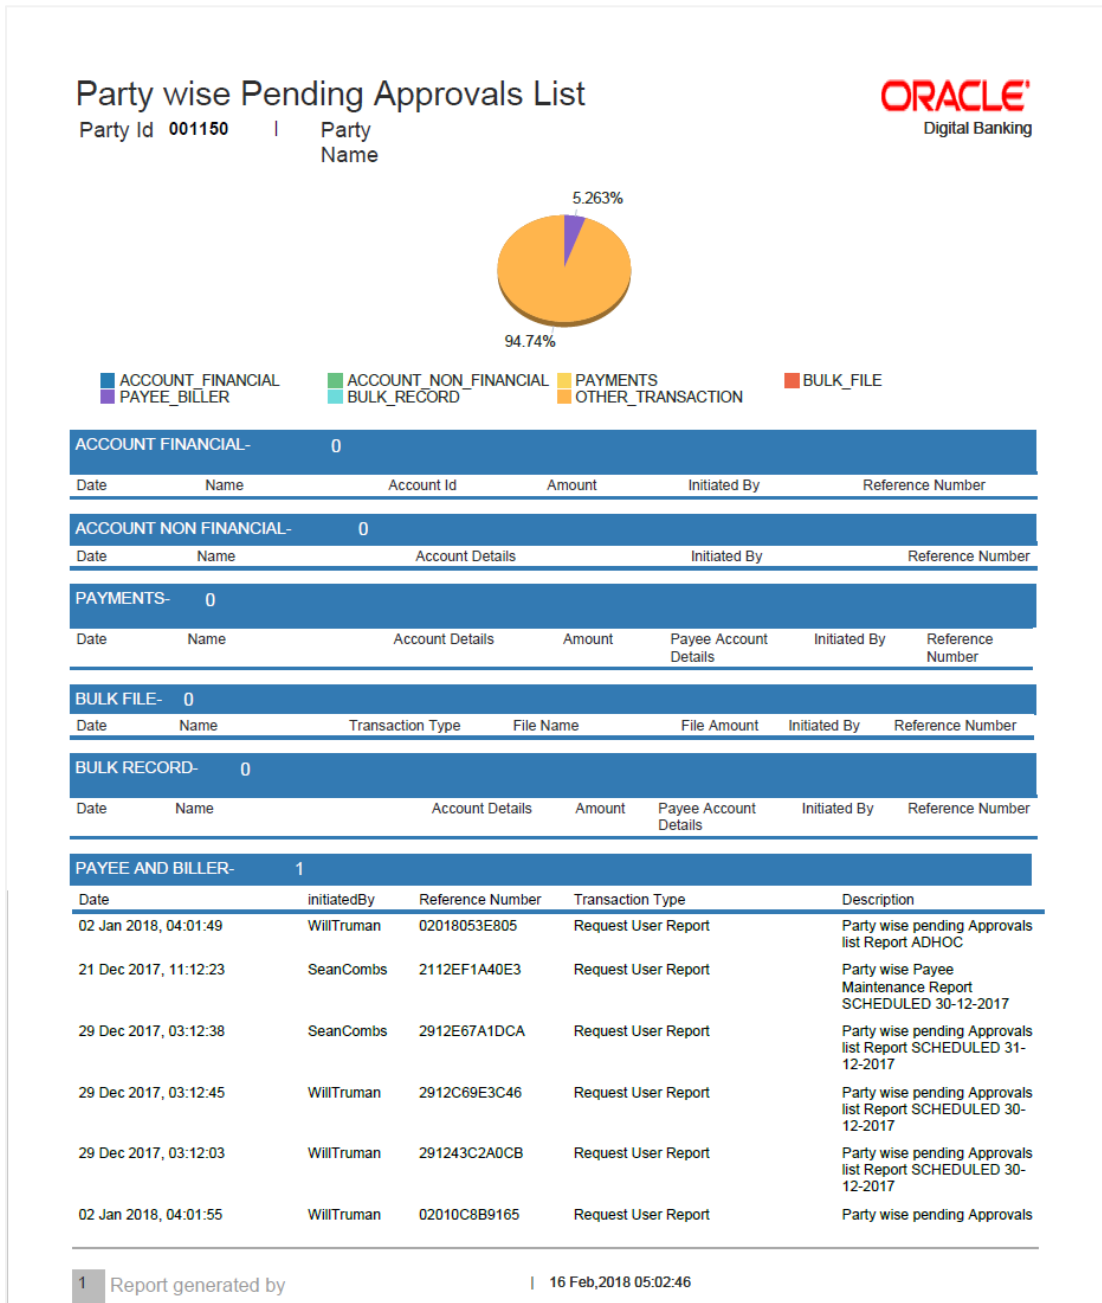 Party wise Pending Approvals List
ORACLE
Digital Banking
Party Id 001150 | Party Name
5.263%
94.74%
ACCOUNT_FINANCIAL ACCOUNT_NON_FINANCIAL PAYMENTS BULK_FILE
PAYEE_BILLER BULK_RECORD OTHER_TRANSACTION
ACCOUNT FINANCIAL- 0
Date Name Account Id Amount Initiated By Reference Number
ACCOUNT NON FINANCIAL- 0
Date Name Account Details Initiated By Reference Number
PAYMENTS- 0
Date Name Account Details Amount Payee Account Details Initiated By Reference Number
BULK FILE- 0
Date Name Transaction Type File Name File Amount Initiated By Reference Number
BULK RECORD- 0
Date Name Account Details Amount Payee Account Details Initiated By Reference Number
PAYEE AND BILLER- 1
Date initiatedBy Reference Number Transaction Type Description
02 Jan 2018, 04:01:49 WillTruman 02018053E805 Request User Report Party wise pending Approvals
list Report ADHOC
21 Dec 2017, 11:12:23 SeanCombs 2112EF1A40E3 Request User Report Party wise Payee
Maintenance Report
SCHEDULED 30-12-2017
29 Dec 2017, 03:12:38 SeanCombs 2912E67A1DCA Request User Report Party wise pending Approvals
list Report SCHEDULED 31-
12-2017
29 Dec 2017, 03:12:45 WillTruman 2912C69E3C46 Request User Report Party wise pending Approvals
list Report SCHEDULED 30-
12-2017
29 Dec 2017, 03:12:03 WillTruman 291243C2A0CB Request User Report Party wise pending Approvals
list Report SCHEDULED 30-
12-2017
02 Jan 2018, 04:01:55 WillTruman 02010C8B9165 Request User Report Party wise pending Approvals
1 Report generated by | 16 Feb,2018 05:02:46